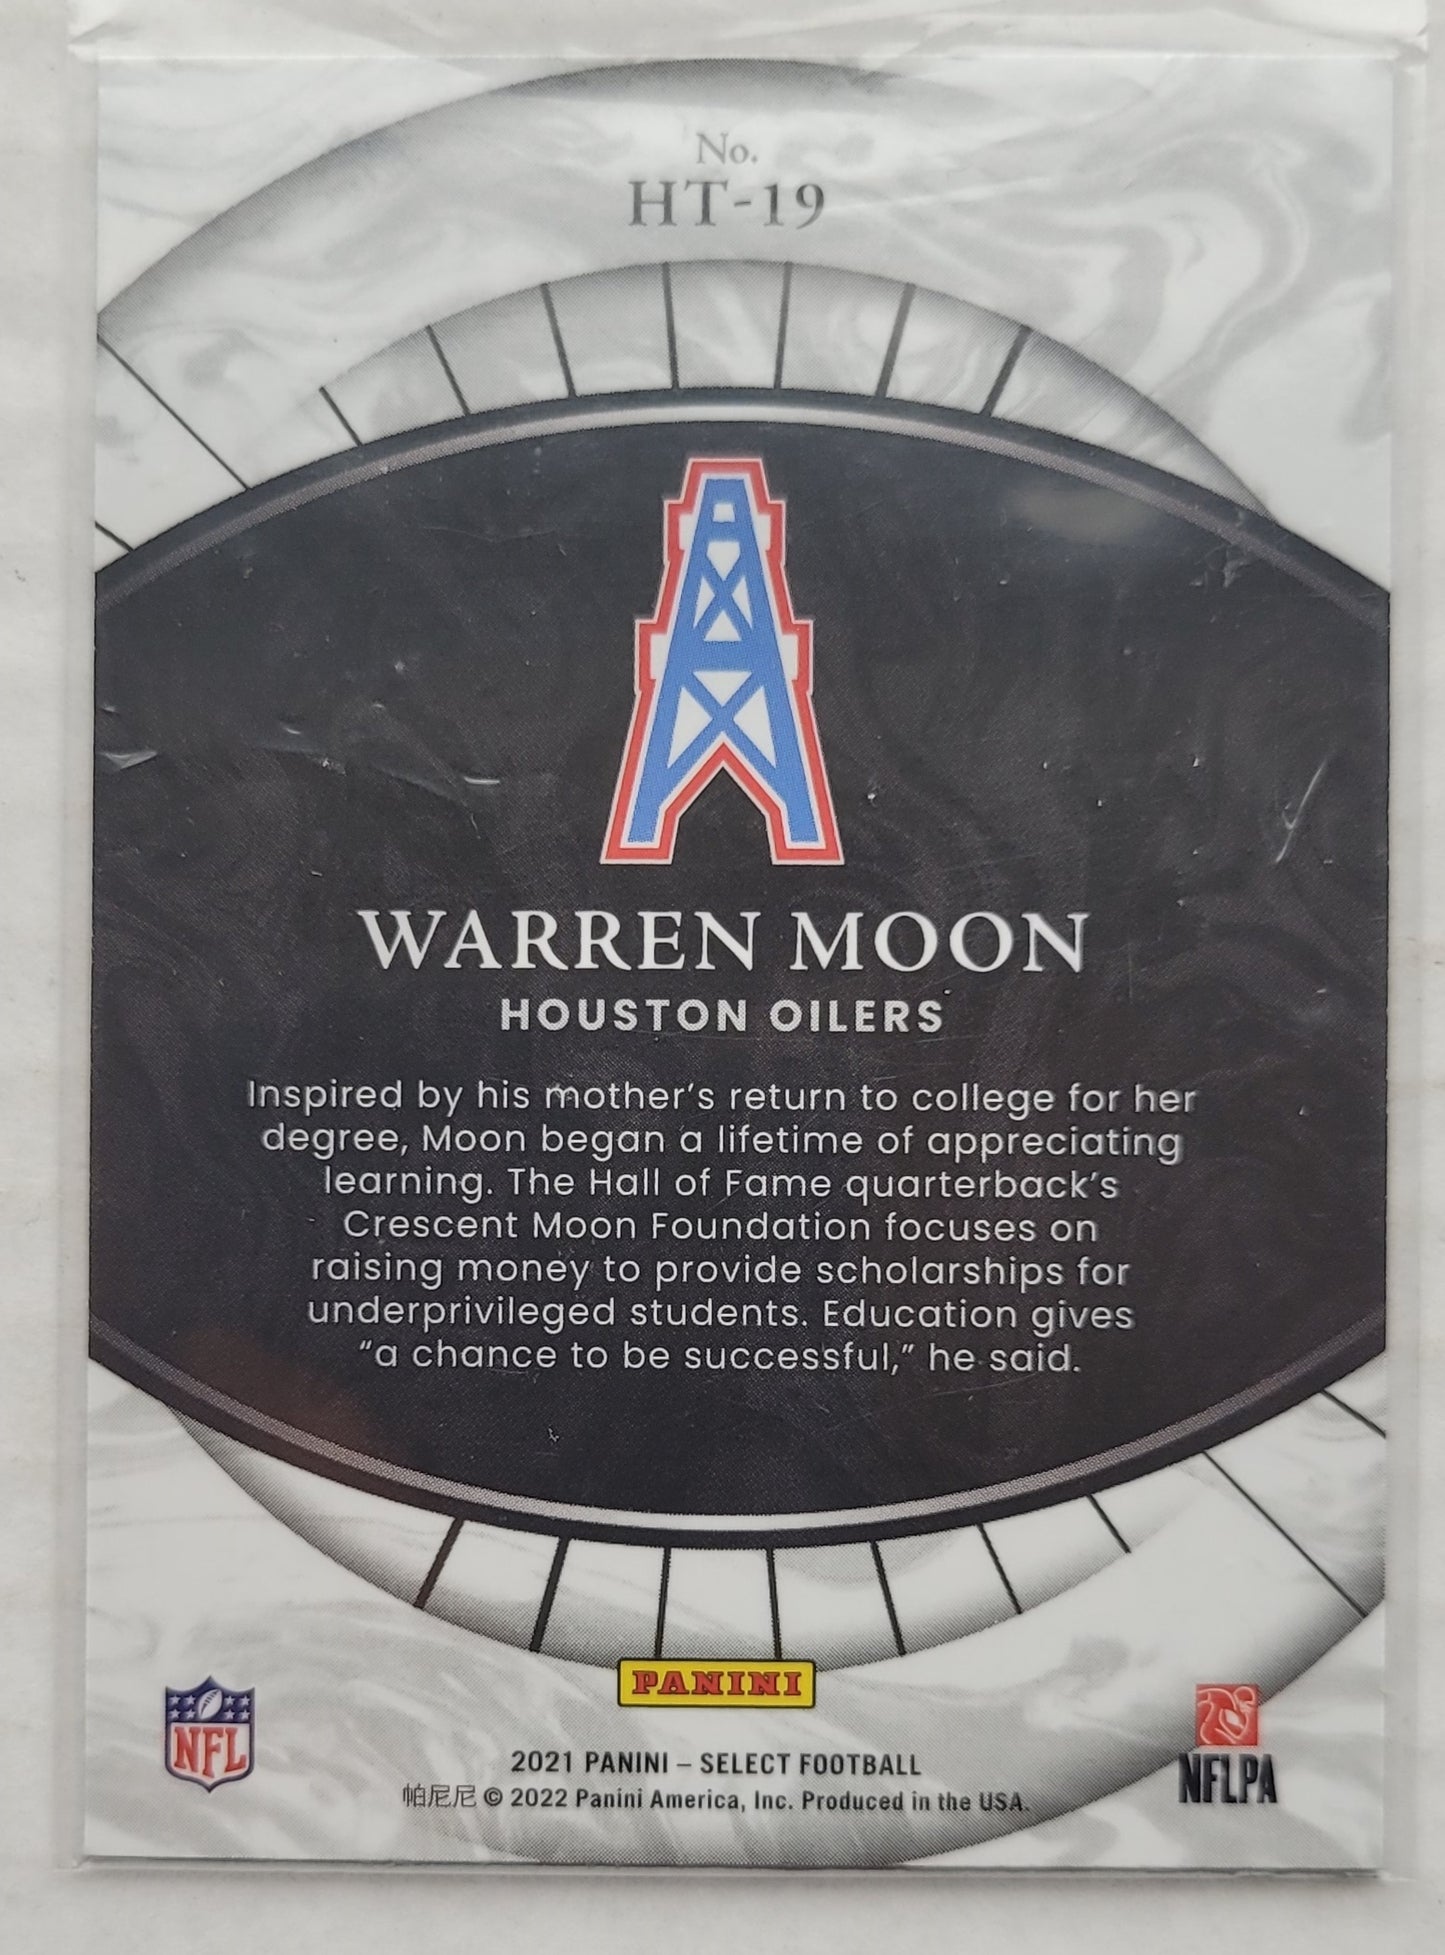 No.
HT-19
WARREN MOON
HOUSTON OILERS
Inspired by his mother's return to college for her
degree, Moon began a lifetime of appreciating
learning. The Hall of Fame quarterback's
Crescent Moon Foundation focuses on
raising money to provide scholarships for
underprivileged students. Education gives
“a chance to be successful,” he said.
PANINI
NFL
NFLPA
2021 PANINI – SELECT FOOTBALL
帕尼尼 © 2022 Panini America, Inc. Produced in the USA.